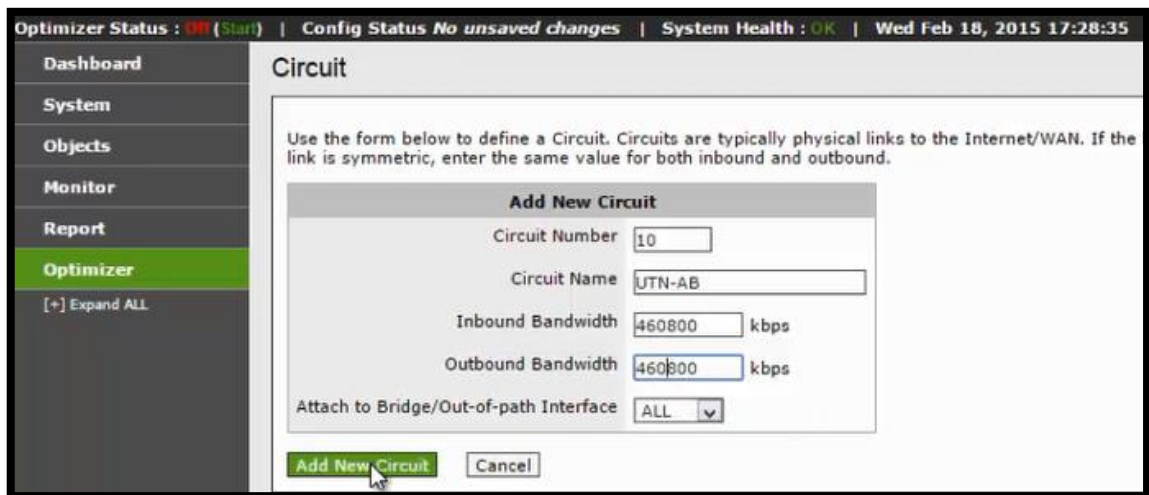 Optimizer Status : Off (Start) | Config Status No unsaved changes | System Health : OK | Wed Feb 18, 2015 17:28:35
Dashboard
System
Objects
Monitor
Report
Optimizer
[+] Expand ALL
Circuit
Use the form below to define a Circuit. Circuits are typically physical links to the Internet/WAN. If the
link is symmetric, enter the same value for both inbound and outbound.
Add New Circuit
Circuit Number 10
Circuit Name UTN-AB
Inbound Bandwidth 460800 kbps
Outbound Bandwidth 460800 kbps
Attach to Bridge/Out-of-path Interface ALL
Add New Circuit Cancel